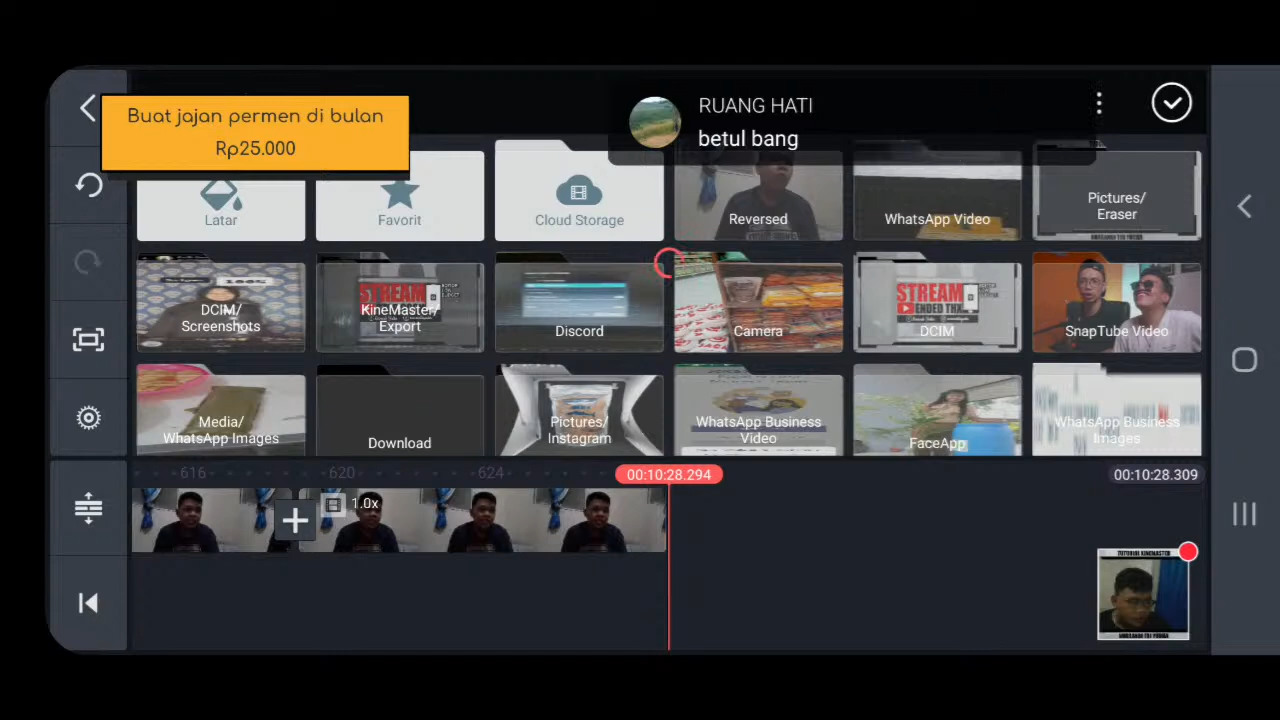 Buat jajan permen di bulan
Rp25.000
RUANG HATI
betul bang
Latar
Favorit
Cloud Storage
Reversed
WhatsApp Video
Pictures/
Eraser
DCIM/
Screenshots
KineMaster/
Export
Discord
Camera
DCIM
SnapTube Video
Media/
WhatsApp Images
Download
Pictures/
Instagram
WhatsApp Business
Video
FaceApp
WhatsApp Business
Images
616
620
624
00:10:28.294
00:10:28.309
1.0x
TUTORIAL KINEMASTER